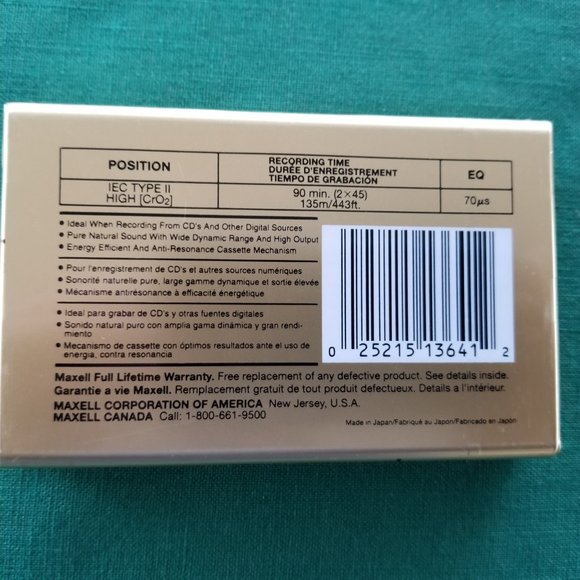 POSITION
RECORDING TIME
DURÉE D'ENREGISTREMENT
TIEMPO DE GRABACIÓN
EQ
IEC TYPE II
HIGH [CrO₂]
90 min. (2×45)
135m/443ft.
70µs
• Ideal When Recording From CD's And Other Digital Sources
• Pure Natural Sound With Wide Dynamic Range And High Output
• Energy Efficient And Anti-Resonance Cassette Mechanism
• Pour l'enregistrement de CD's et autres sources numériques
• Sonorité naturelle pure, large gamme dynamique et sortie élevée
• Mécanisme antirésonance à efficacité énergétique
• Ideal para grabar de CD's y otras fuentes digitales
• Sonido natural puro con amplia gama dinámica y gran rendi-
miento
• Mecanismo de cassette con óptimos resultados ante el uso de
energia, contra resonancia
0 25215 13641 2
Maxell Full Lifetime Warranty. Free replacement of any defective product. See details inside.
Garantie a vie Maxell. Remplacement gratuit de tout produit defectueux. Details a l'intérieur.
MAXELL CORPORATION OF AMERICA New Jersey, U.S.A.
MAXELL CANADA Call: 1-800-661-9500
Made in Japan/Fabriqué au Japon/Fabricado en Japón